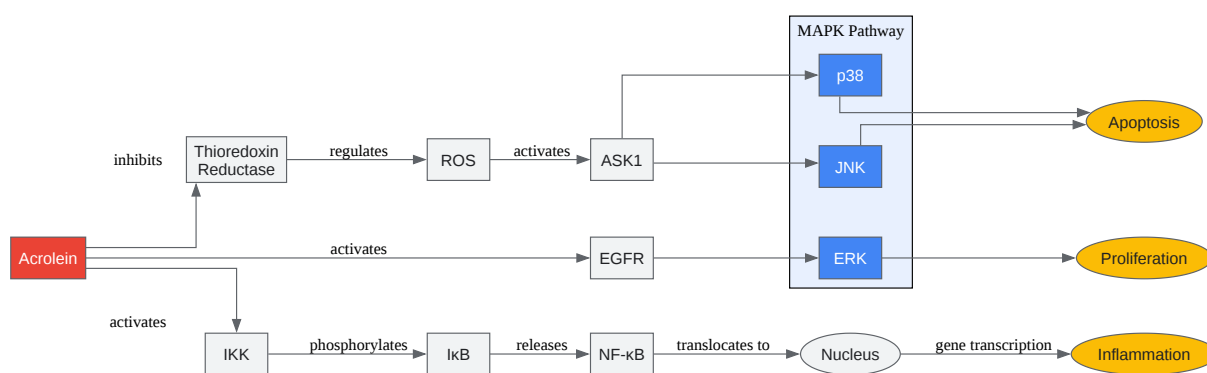 MAPK Pathway
p38
Apoptosis
inhibits
Thioredoxin
Reductase
regulates
ROS
activates
ASK1
JNK
Acrolein
activates
EGFR
ERK
Proliferation
activates
IKK
phosphorylates
IκB
releases
NF-κB
translocates to
Nucleus
gene transcription
Inflammation